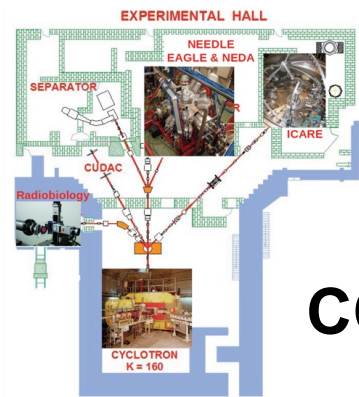 EXPERIMENTAL HALL
NEEDLE
EAGLE & NEDA
SEPARATOR
R
ICARE
CUDAC
Radiobiology
CO
CYCLOTRON
K = 160